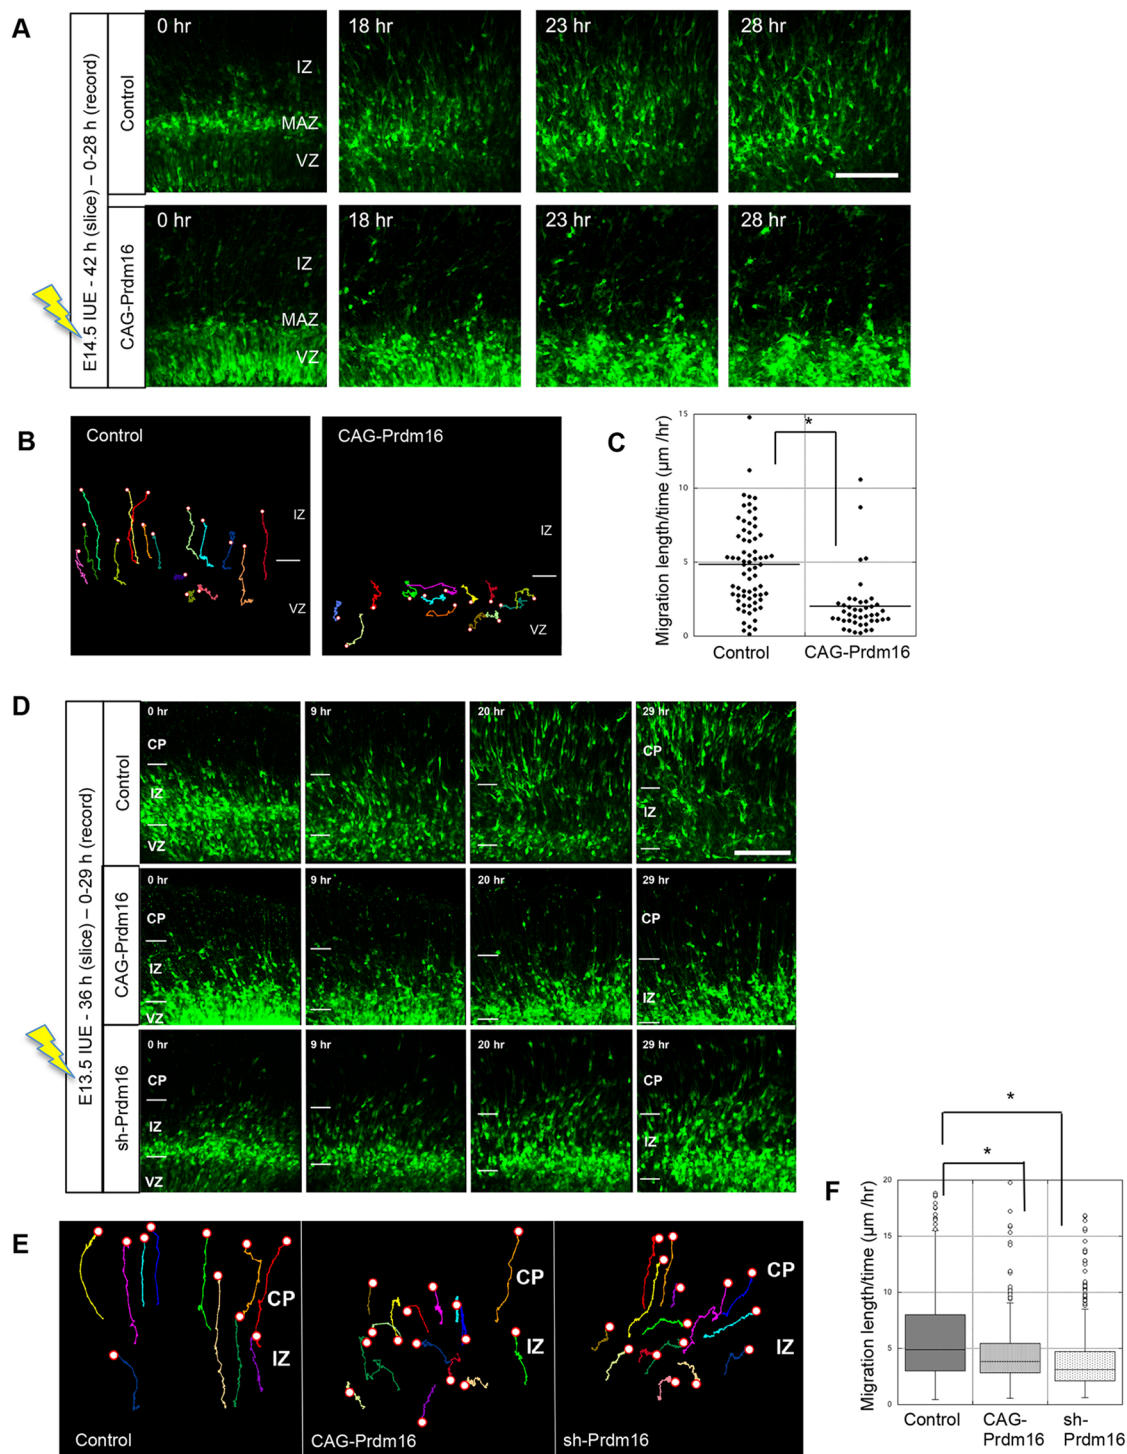 A
E14.5 IUE - 42 h (slice) – 0-28 h (record)
Control
0 hr
IZ
MAZ
VZ
18 hr
23 hr
28 hr
CAG-Prdm16
0 hr
IZ
MAZ
VZ
18 hr
23 hr
28 hr
B
Control
IZ
VZ
CAG-Prdm16
IZ
VZ
C
Migration length/time (µm /hr)
15
10
5
0
*
Control
CAG-Prdm16
D
E13.5 IUE - 36 h (slice) – 0-29 h (record)
Control
0 hr
CP
IZ
VZ
9 hr
20 hr
29 hr
CP
IZ
CAG-Prdm16
0 hr
CP
IZ
VZ
9 hr
20 hr
29 hr
CP
IZ
sh-Prdm16
0 hr
CP
IZ
VZ
9 hr
20 hr
29 hr
CP
IZ
E
CP
IZ
Control
CP
IZ
CAG-Prdm16
CP
IZ
sh-Prdm16
F
Migration length/time (µm /hr)
20
15
10
5
0
*
*
Control
CAG-
Prdm16
sh-
Prdm16